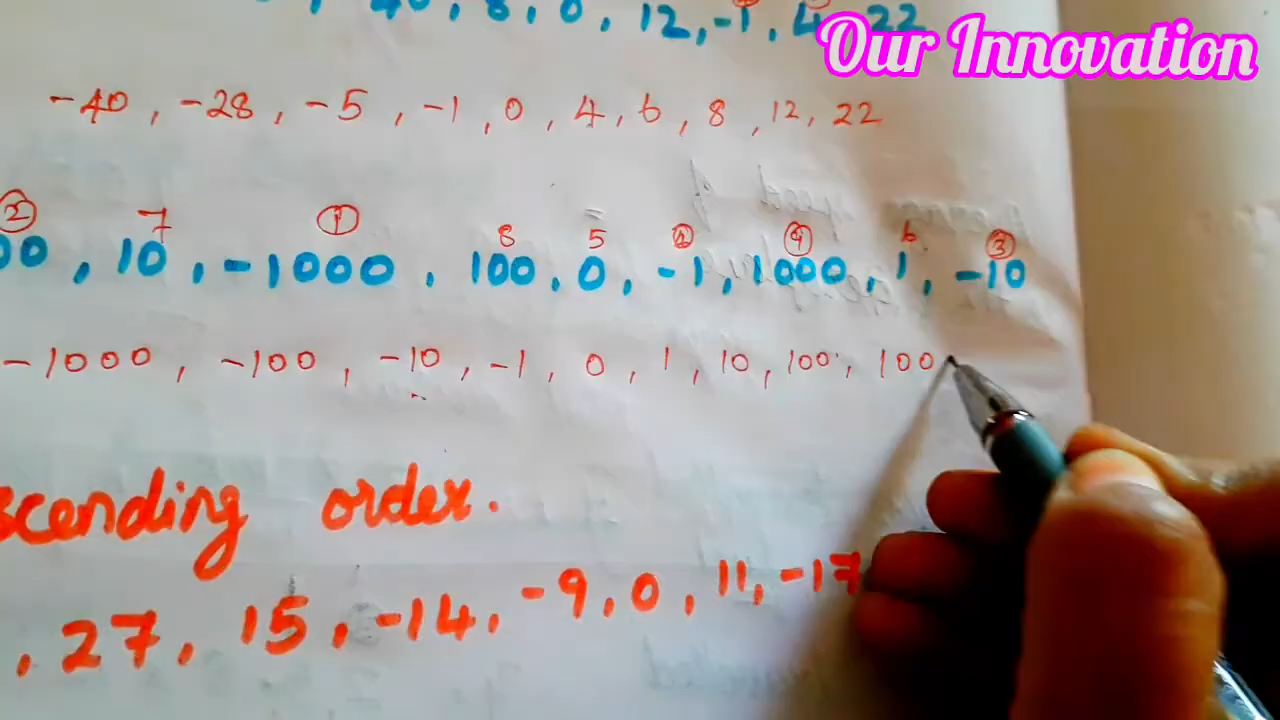 40, 8, 0, 12, -1, 4, 22
Our Innovation
-40, -28, -5, -1, 0, 4, 6, 8, 12, 22
2 7 1 8 5 2 4 6 3
00, 10, -1000, 100, 0, -1, 1000, 1, -10
-1000, -100, -10, -1, 0, 1, 10, 100, 100
scending order.
, 27, 15, -14, -9, 0, 11, -17